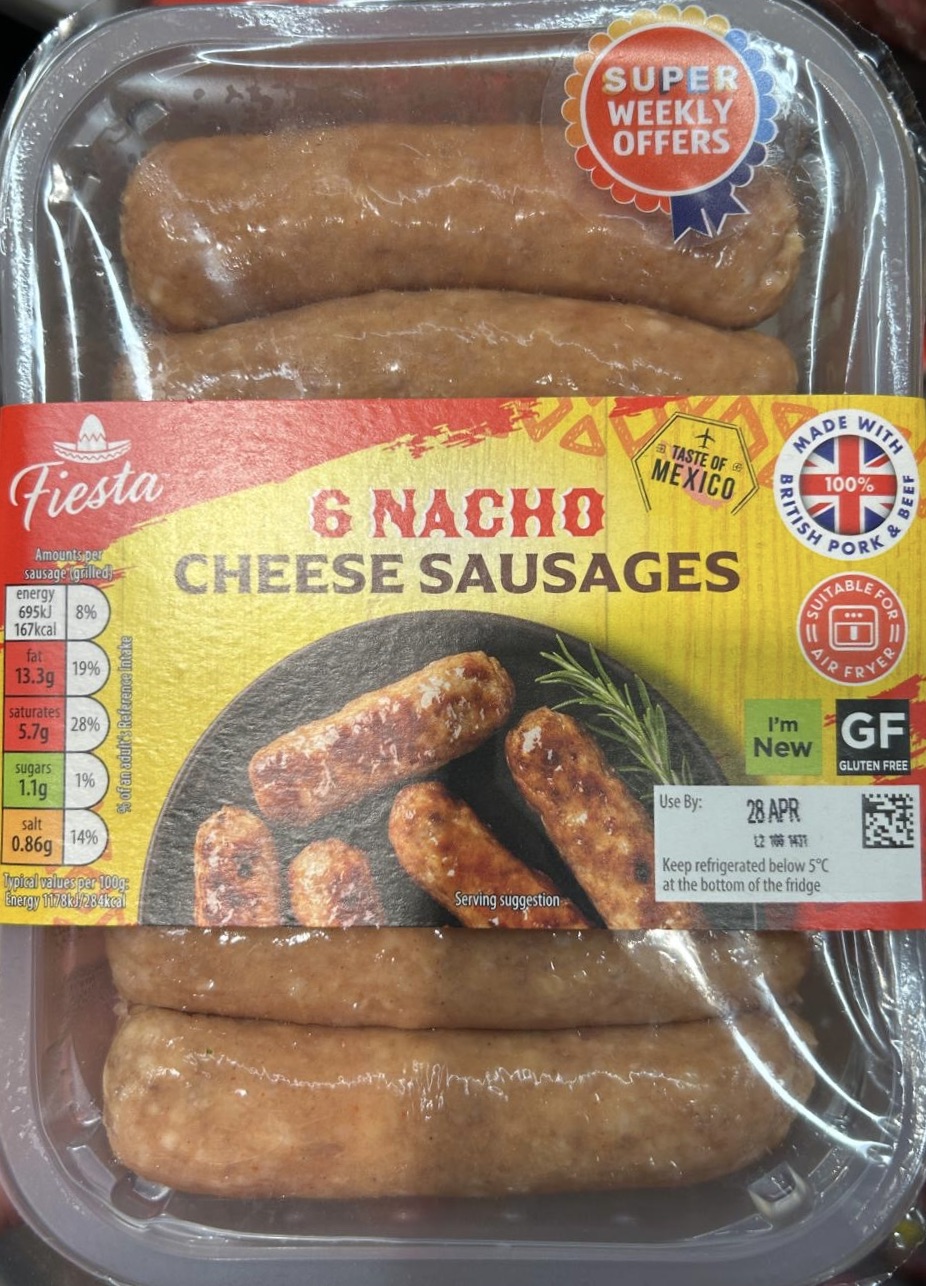 SUPER
WEEKLY
OFFERS
Fiesta
6 NACHO
CHEESE SAUSAGES
TASTE OF
MEXICO
MADE WITH
100%
BRITISH PORK & BEEF
SUITABLE FOR
AIR FRYER
I'm
New
GF
GLUTEN FREE
Amounts per
sausage (grilled)
energy
695kJ
167kcal
8%
fat
13.3g
19%
saturates
5.7g
28%
sugars
1.1g
1%
salt
0.86g
14%
% of an adult's Reference Intake
Typical values per 100g:
Energy 1178kJ/284kcal
Serving suggestion
Use By:
28 APR
L2
Keep refrigerated below 5°C
at the bottom of the fridge